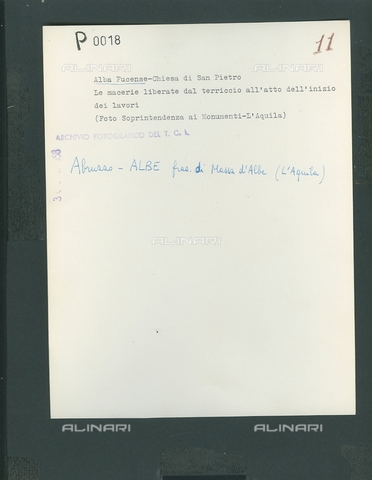 P 0018
11
Alba Fucense-Chiesa di San Pietro
Le macerie liberate dal terriccio all'atto dell'inizio
dei lavori
(Foto Soprintendenza ai Monumenti-L'Aquila)
ARCHIVIO FOTOGRAFICO DEL T. C. I.
Abruzzo - ALBE fraz. di Massa d'Albe (L'Aquila)
ALINARI
ALINARI
ALINARI
ALINARI
ALINARI